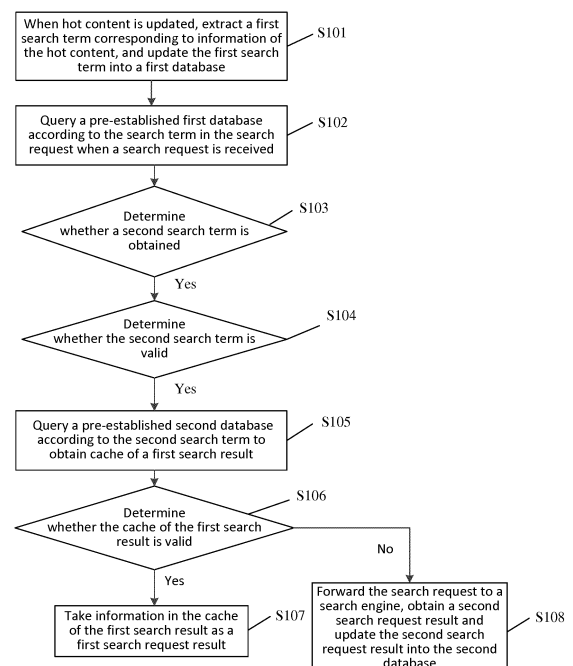 When hot content is updated, extract a first
search term corresponding to information of
the hot content, and update the first search
term into a first database
S101
Query a pre-established first database
according to the search term in the search
request when a search request is received
S102
Determine
whether a second search term is
obtained
S103
Yes
Determine
whether the second search term is
valid
S104
Yes
Query a pre-established second database
according to the second search term to
obtain cache of a first search result
S105
Determine
whether the cache of the first search
result is valid
S106
No
Yes
Take information in the cache
of the first search result as a
first search request result
S107
Forward the search request to a
search engine, obtain a second
search request result and
update the second search
request result into the second
database
S108